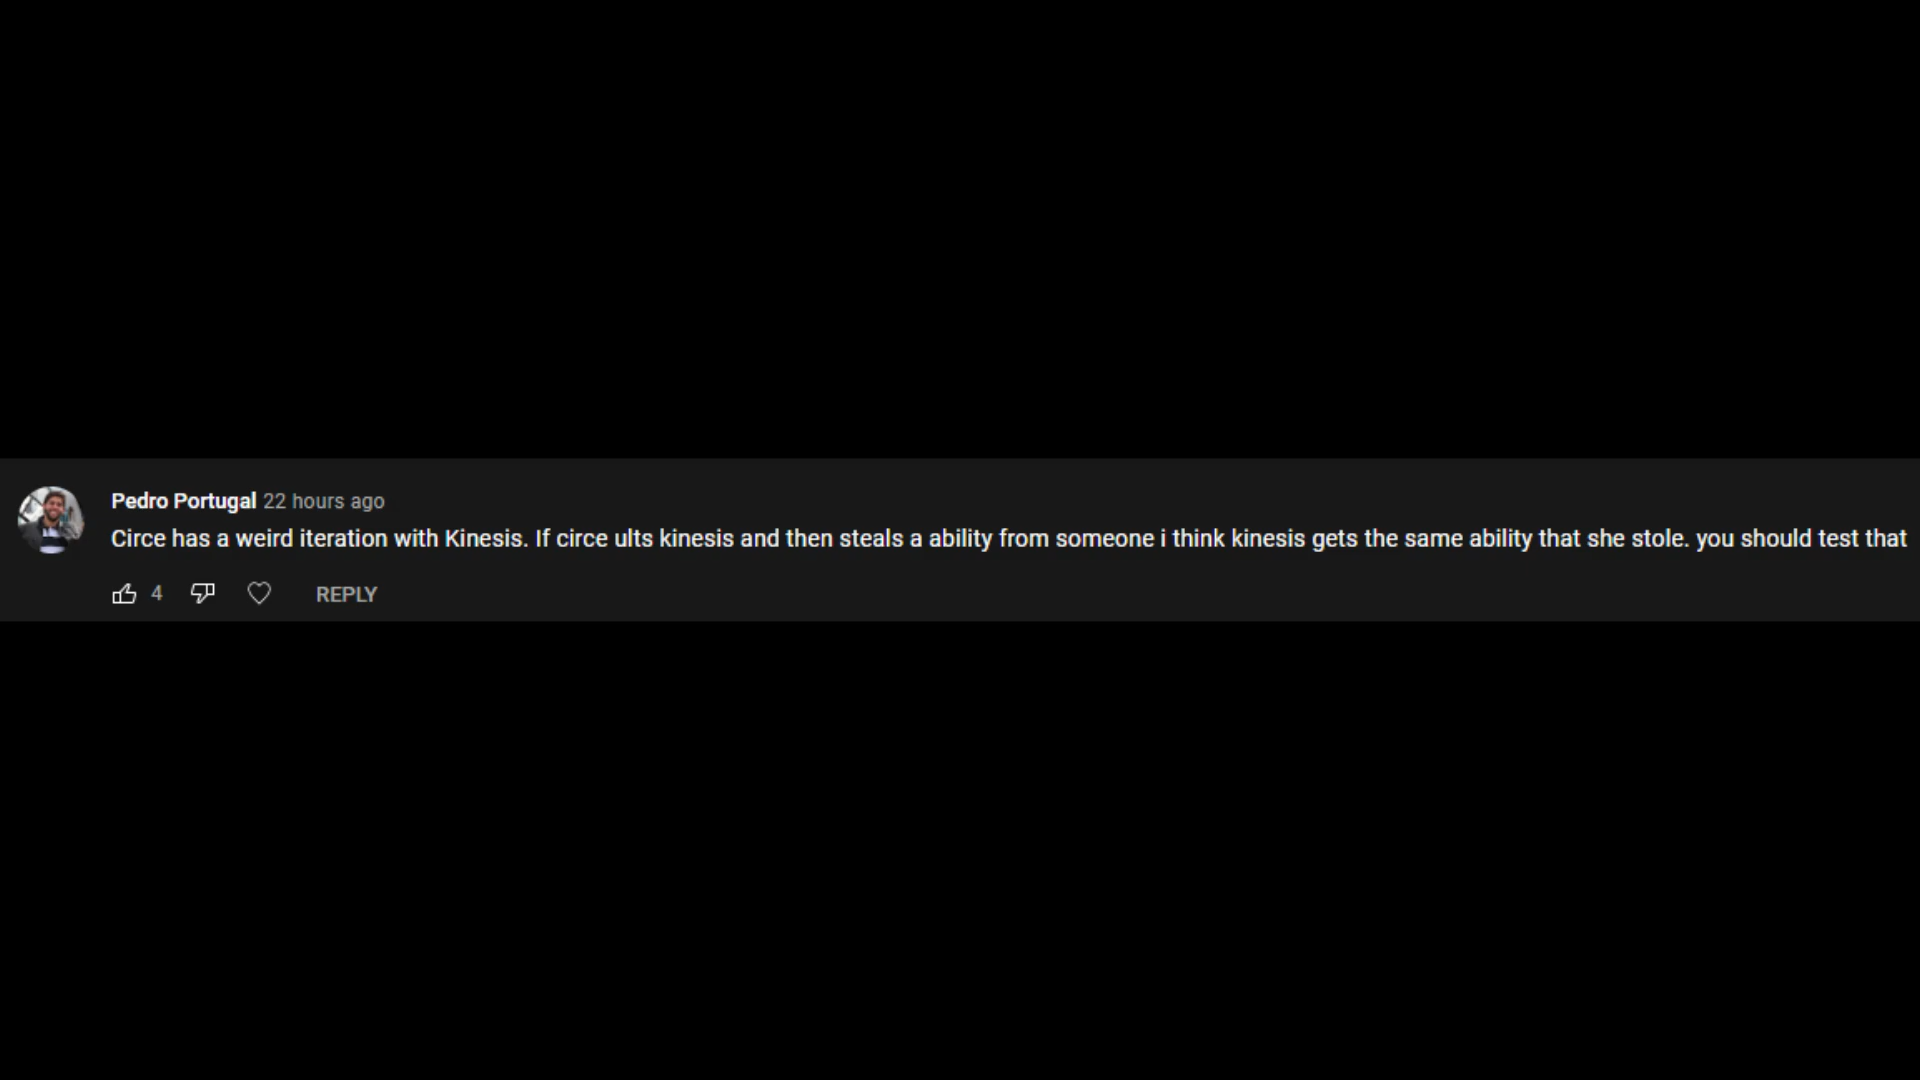 Pedro Portugal 22 hours ago
Circe has a weird iteration with Kinesis. If circe ults kinesis and then steals a ability from someone i think kinesis gets the same ability that she stole. you should test that
4 REPLY